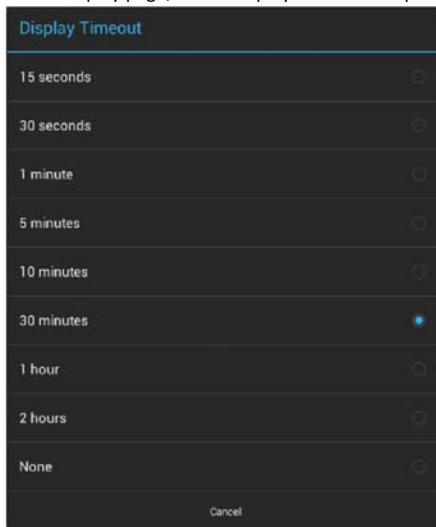 Display Timeout
15 seconds
30 seconds
1 minute
5 minutes
10 minutes
30 minutes
1 hour
2 hours
None
Cancel